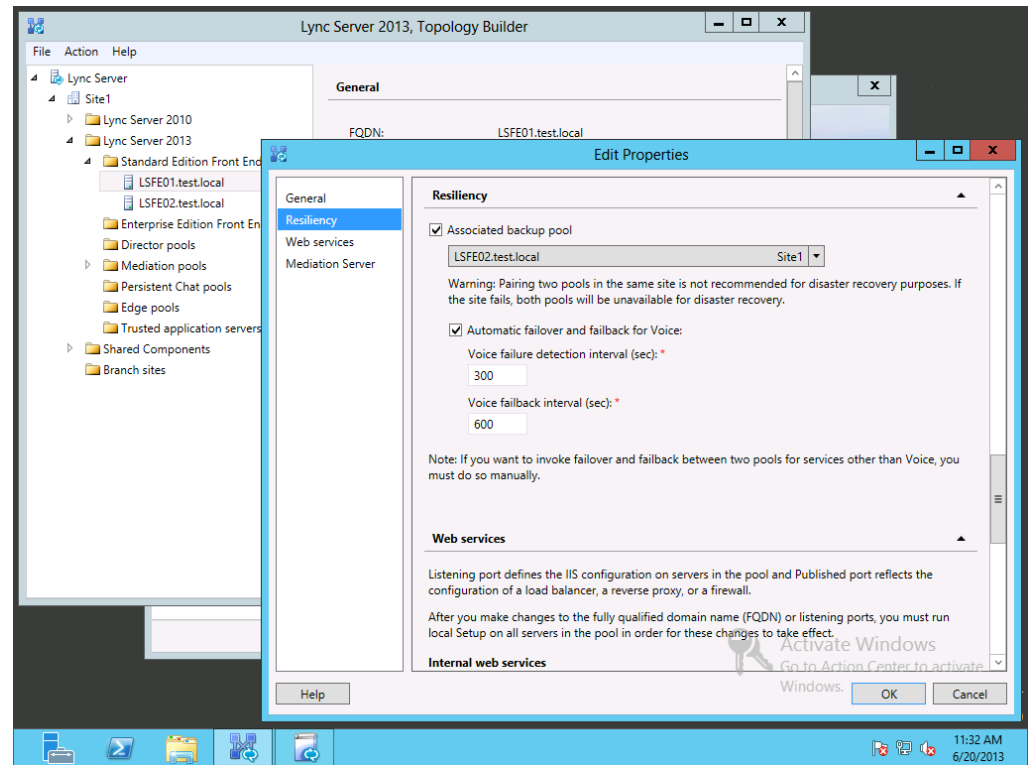 Lync Server 2013, Topology Builder
File Action Help
Lync Server
Site1
Lync Server 2010
Lync Server 2013
Standard Edition Front End
LSFE01.test.local
LSFE02.test.local
Enterprise Edition Front En
Director pools
Mediation pools
Persistent Chat pools
Edge pools
Trusted application servers
Shared Components
Branch sites
General
FQDN: LSFE01.test.local
Edit Properties
General
Resiliency
Web services
Mediation Server
Resiliency
Associated backup pool
LSFE02.test.local Site1
Warning: Pairing two pools in the same site is not recommended for disaster recovery purposes. If
the site fails, both pools will be unavailable for disaster recovery.
Automatic failover and failback for Voice:
Voice failure detection interval (sec): *
300
Voice failback interval (sec): *
600
Note: If you want to invoke failover and failback between two pools for services other than Voice, you
must do so manually.
Web services
Listening port defines the IIS configuration on servers in the pool and Published port reflects the
configuration of a load balancer, a reverse proxy, or a firewall.
After you make changes to the fully qualified domain name (FQDN) or listening ports, you must run
local Setup on all servers in the pool in order for these changes to take effect.
Internal web services
Activate Windows
Go to Action Center to activate
Windows.
Help OK Cancel
11:32 AM
6/20/2013